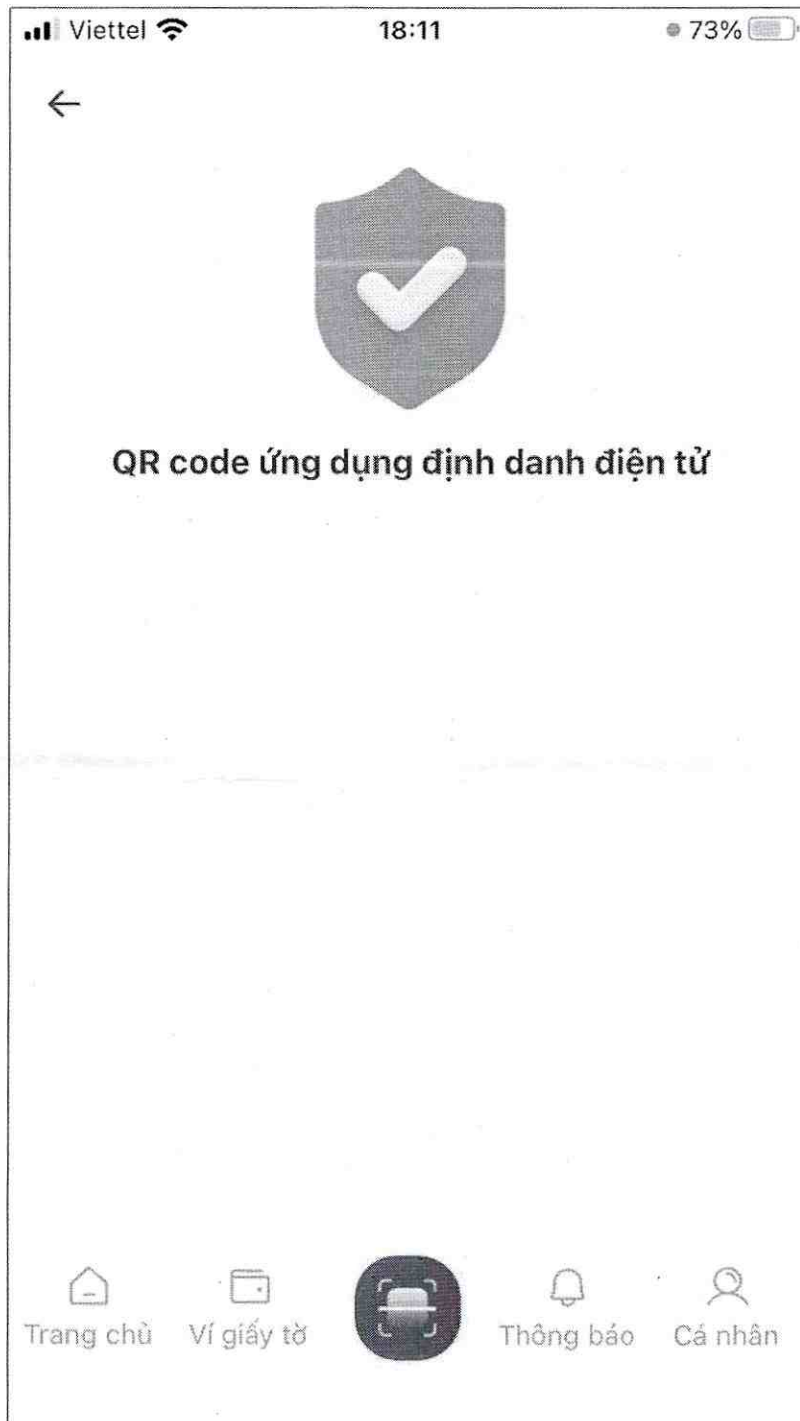 Viettel 18:11 73%
QR code ứng dụng định danh điện tử
Trang chủ Ví giấy tờ Thông báo Cá nhân